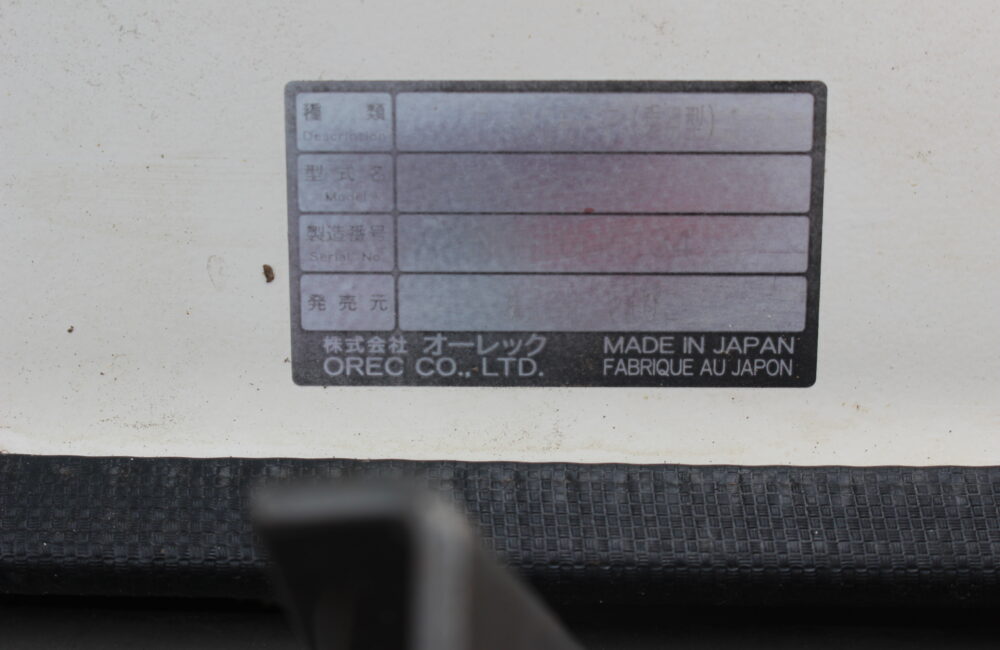 種 類
Description
型 式 名
Model
製造番号
Serial No.
発 売 元
株式会社 オーレック
OREC CO., LTD.
MADE IN JAPAN
FABRIQUE AU JAPON